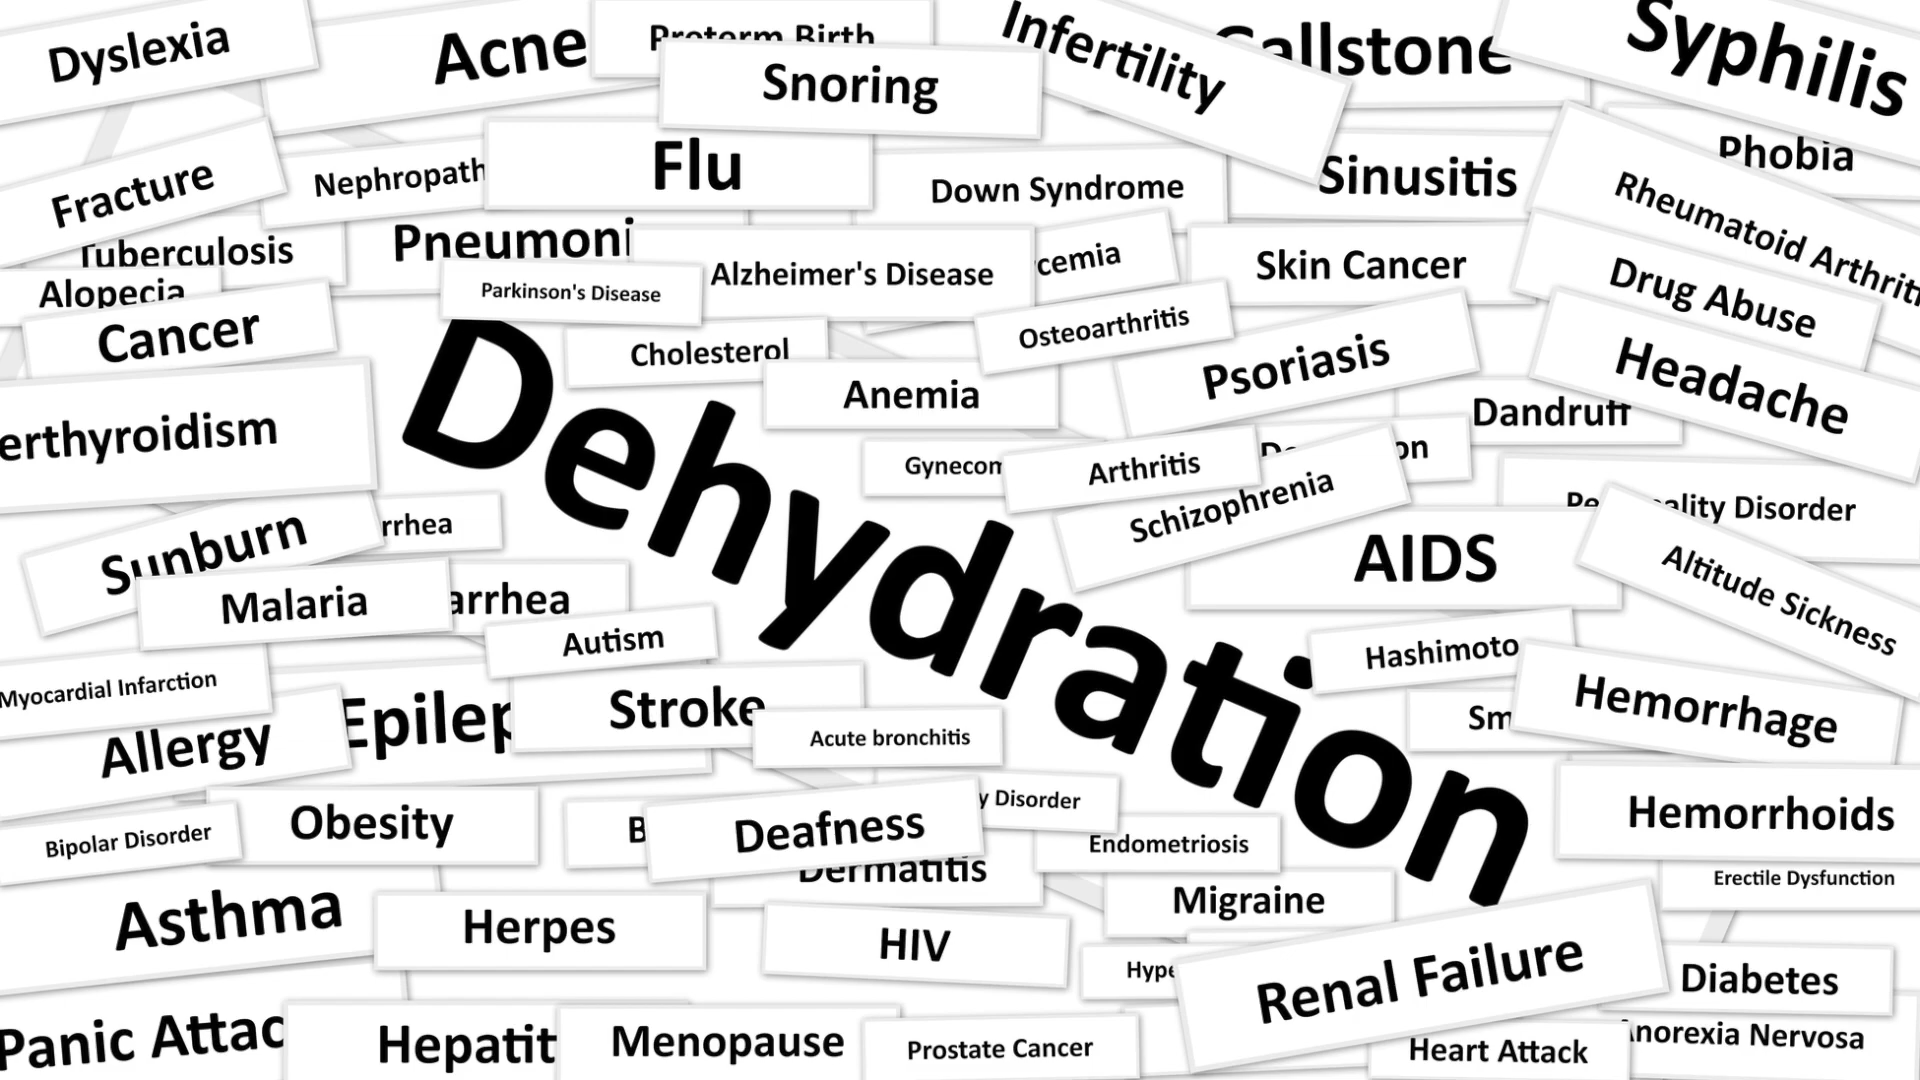 Dyslexia
Acne
Preterm Birth
Snoring
Infertility
Gallstone
Syphilis
Fracture
Nephropath
Flu
Down Syndrome
Sinusitis
Phobia
Rheumatoid Arthriti
Tuberculosis
Pneumoni
Alzheimer's Disease
cemia
Skin Cancer
Drug Abuse
Alopecia
Parkinson's Disease
Cancer
Cholesterol
Osteoarthritis
Psoriasis
Headache
Anemia
Dandruff
erthyroidism
Dehydration
Gynecom
Arthritis
on
Schizophrenia
ality Disorder
Sunburn
rrhea
AIDS
Altitude Sickness
Malaria
arrhea
Autism
Hashimoto
Myocardial Infarction
Allergy
Epilep
Stroke
Acute bronchitis
Sm
Hemorrhage
Bipolar Disorder
Obesity
B
Deafness
y Disorder
Dermatitis
Endometriosis
Hemorrhoids
Erectile Dysfunction
Asthma
Herpes
HIV
Migraine
Hype
Renal Failure
Diabetes
Panic Attac
Hepatit
Menopause
Prostate Cancer
Heart Attack
Anorexia Nervosa